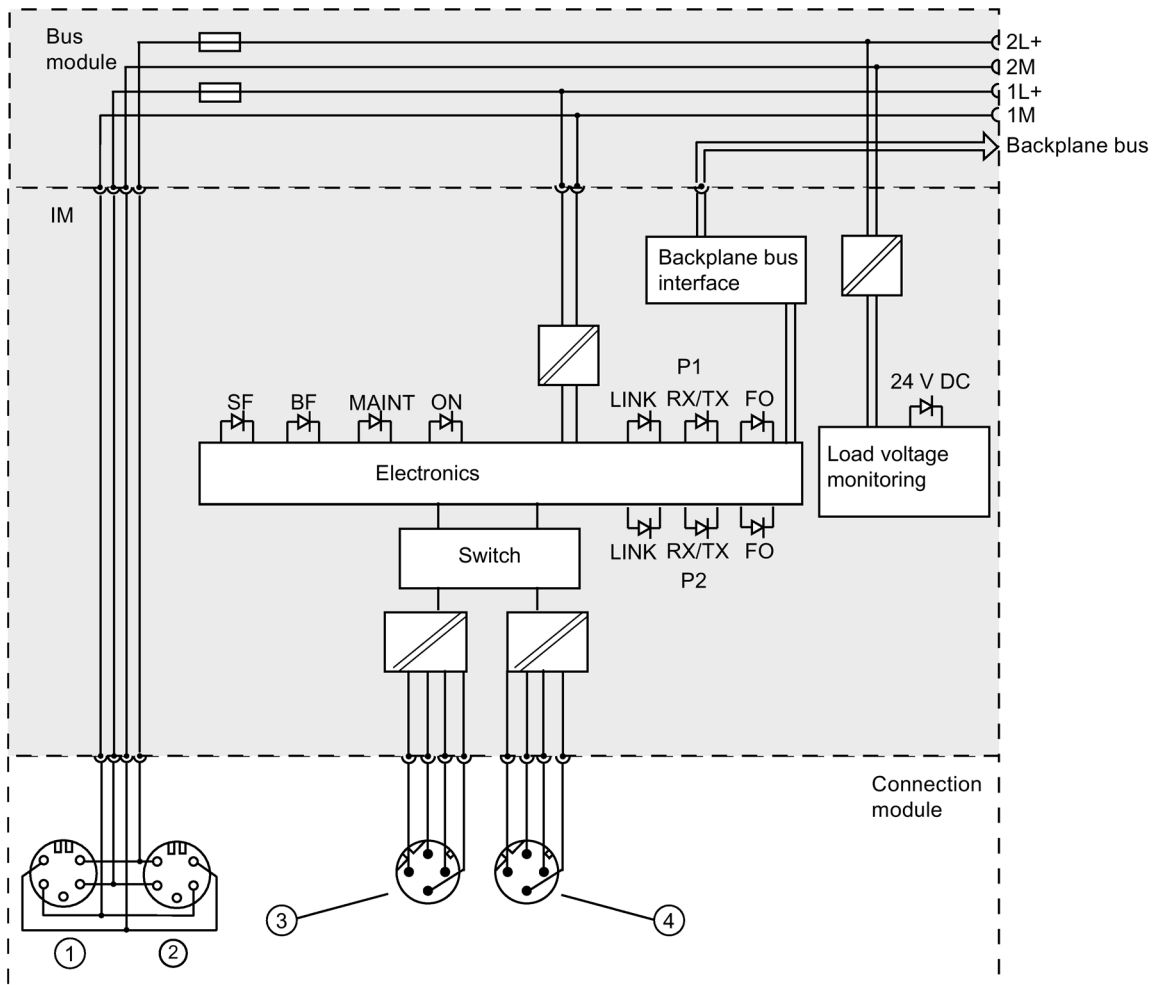 Bus
module
2L+
2M
1L+
1M
Backplane bus
IM
Backplane bus
interface
P1
24 V DC
SF BF MAINT ON LINK RX/TX FO
Electronics
Load voltage
monitoring
LINK RX/TX FO
P2
Switch
Connection
module
3
4
1
2